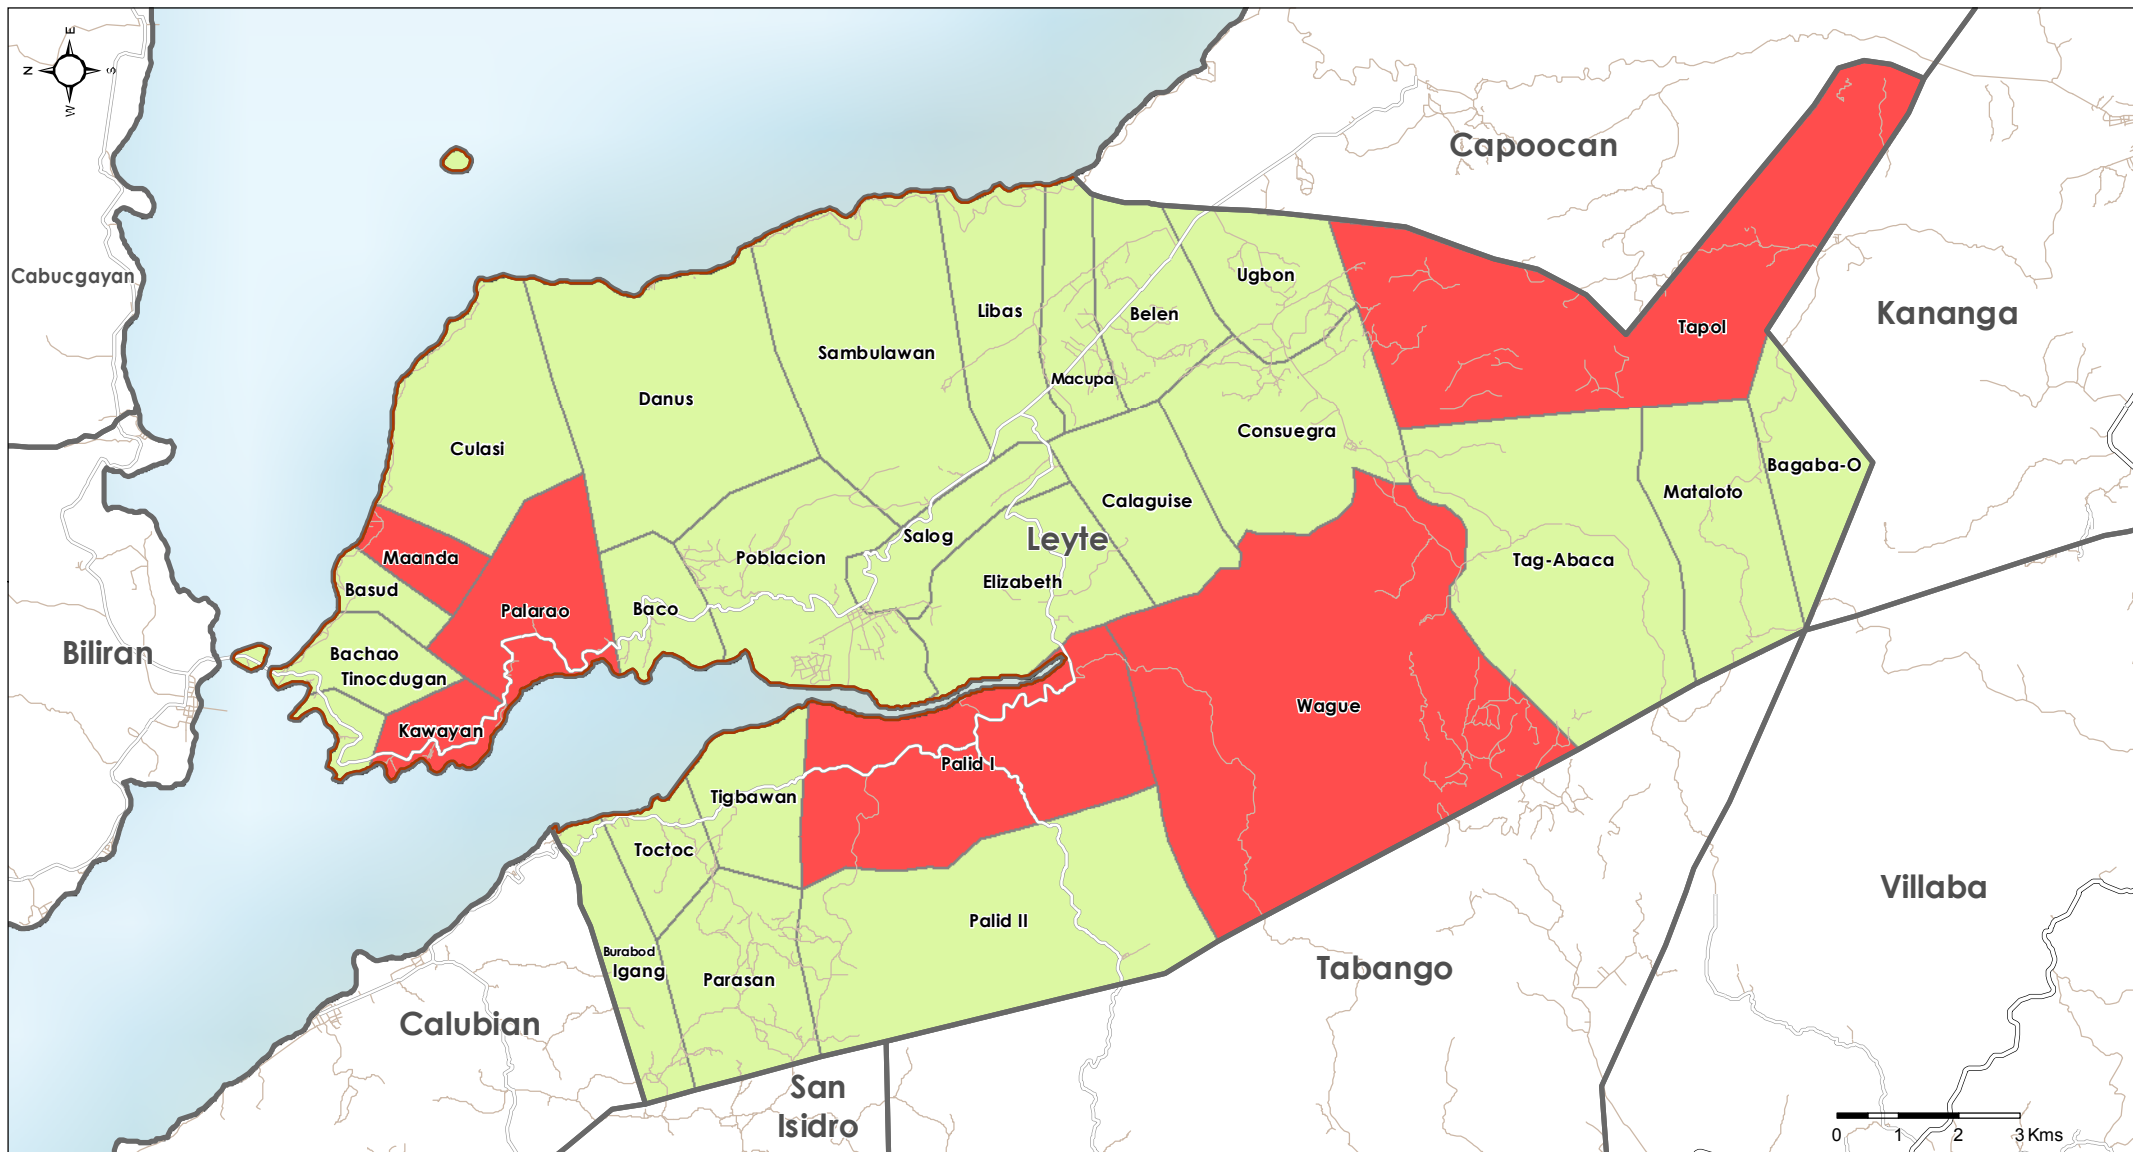 E
N
S
W
Capoocan
Cabucgayan
Ugbon
Kananga
Libas
Belen
Tapol
Sambulawan
Macupa
Danus
Consuegra
Culasi
Bagaba-O
Mataloto
Calaguise
Salog
Leyte
Maanda
Poblacion
Tag-Abaca
Elizabeth
Basud
Palarao
Baco
Biliran
Bachao
Tinocdugan
Wague
Kawayan
Palid I
Tigbawan
Toctoc
Villaba
Palid II
Burabod
Igang
Parasan
Tabango
Calubian
San
Isidro
0 1 2 3 Kms